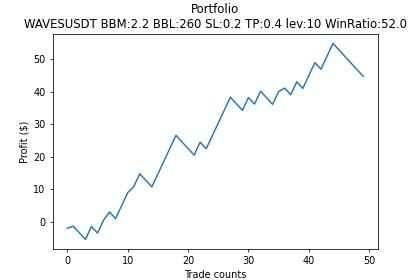 Portfolio
WAVESUSDT BBM:2.2 BBL:260 SL:0.2 TP:0.4 lev:10 WinRatio:52.0
Profit ($)
50
40
30
20
10
0
0 10 20 30 40 50
Trade counts